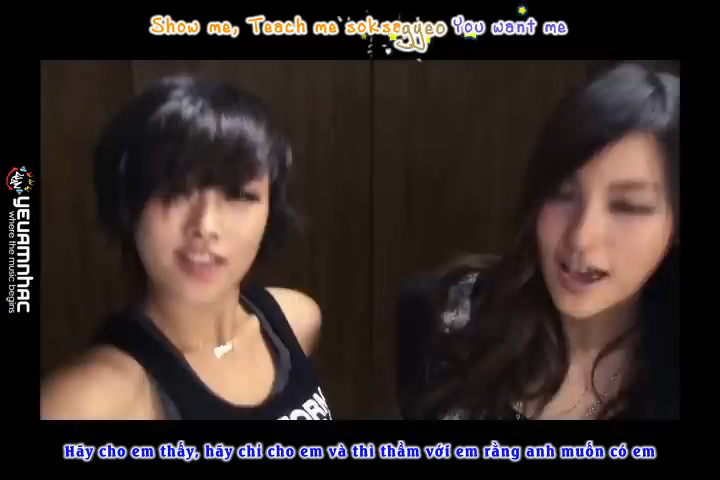 Show me, Teach me soksagyeo You want me
YEUAMNHAC
where the music begins
Hãy cho em thấy, hãy chỉ cho em và thì thầm với em rằng anh muốn có em